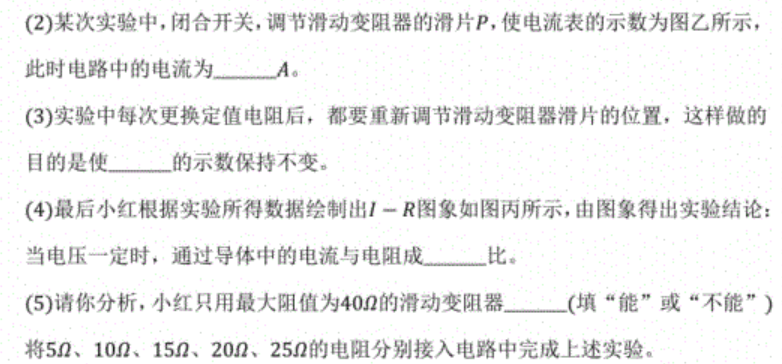 (2)某次实验中,闭合开关,调节滑动变阻器的滑片P,使电流表的示数为图乙所示,
此时电路中的电流为______A。
(3)实验中每次更换定值电阻后，都要重新调节滑动变阻器滑片的位置，这样做的
目的是使______的示数保持不变。
(4)最后小红根据实验所得数据绘制出I－R图象如图丙所示,由图象得出实验结论:
当电压一定时，通过导体中的电流与电阻成______比。
(5)请你分析,小红只用最大阻值为40Ω的滑动变阻器______(填“能”或“不能”)
将5Ω、10Ω、15Ω、20Ω、25Ω的电阻分别接入电路中完成上述实验。